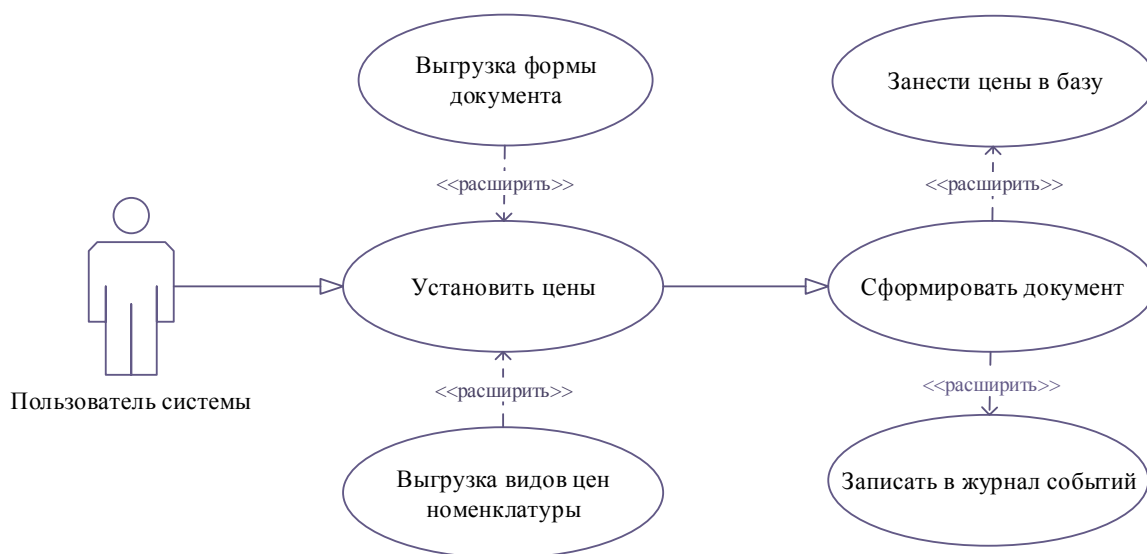 Выгрузка формы
документа
Занести цены в базу
<<расширить>>
<<расширить>>
Установить цены
Сформировать документ
<<расширить>>
<<расширить>>
Пользователь системы
Выгрузка видов цен
номенклатуры
Записать в журнал событий